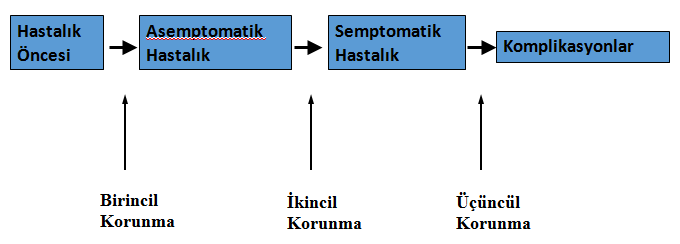 Hastalık
Öncesi
Asemptomatik
Hastalık
Semptomatik
Hastalık
Komplikasyonlar
Birincil
Korunma
İkincil
Korunma
Üçüncül
Korunma